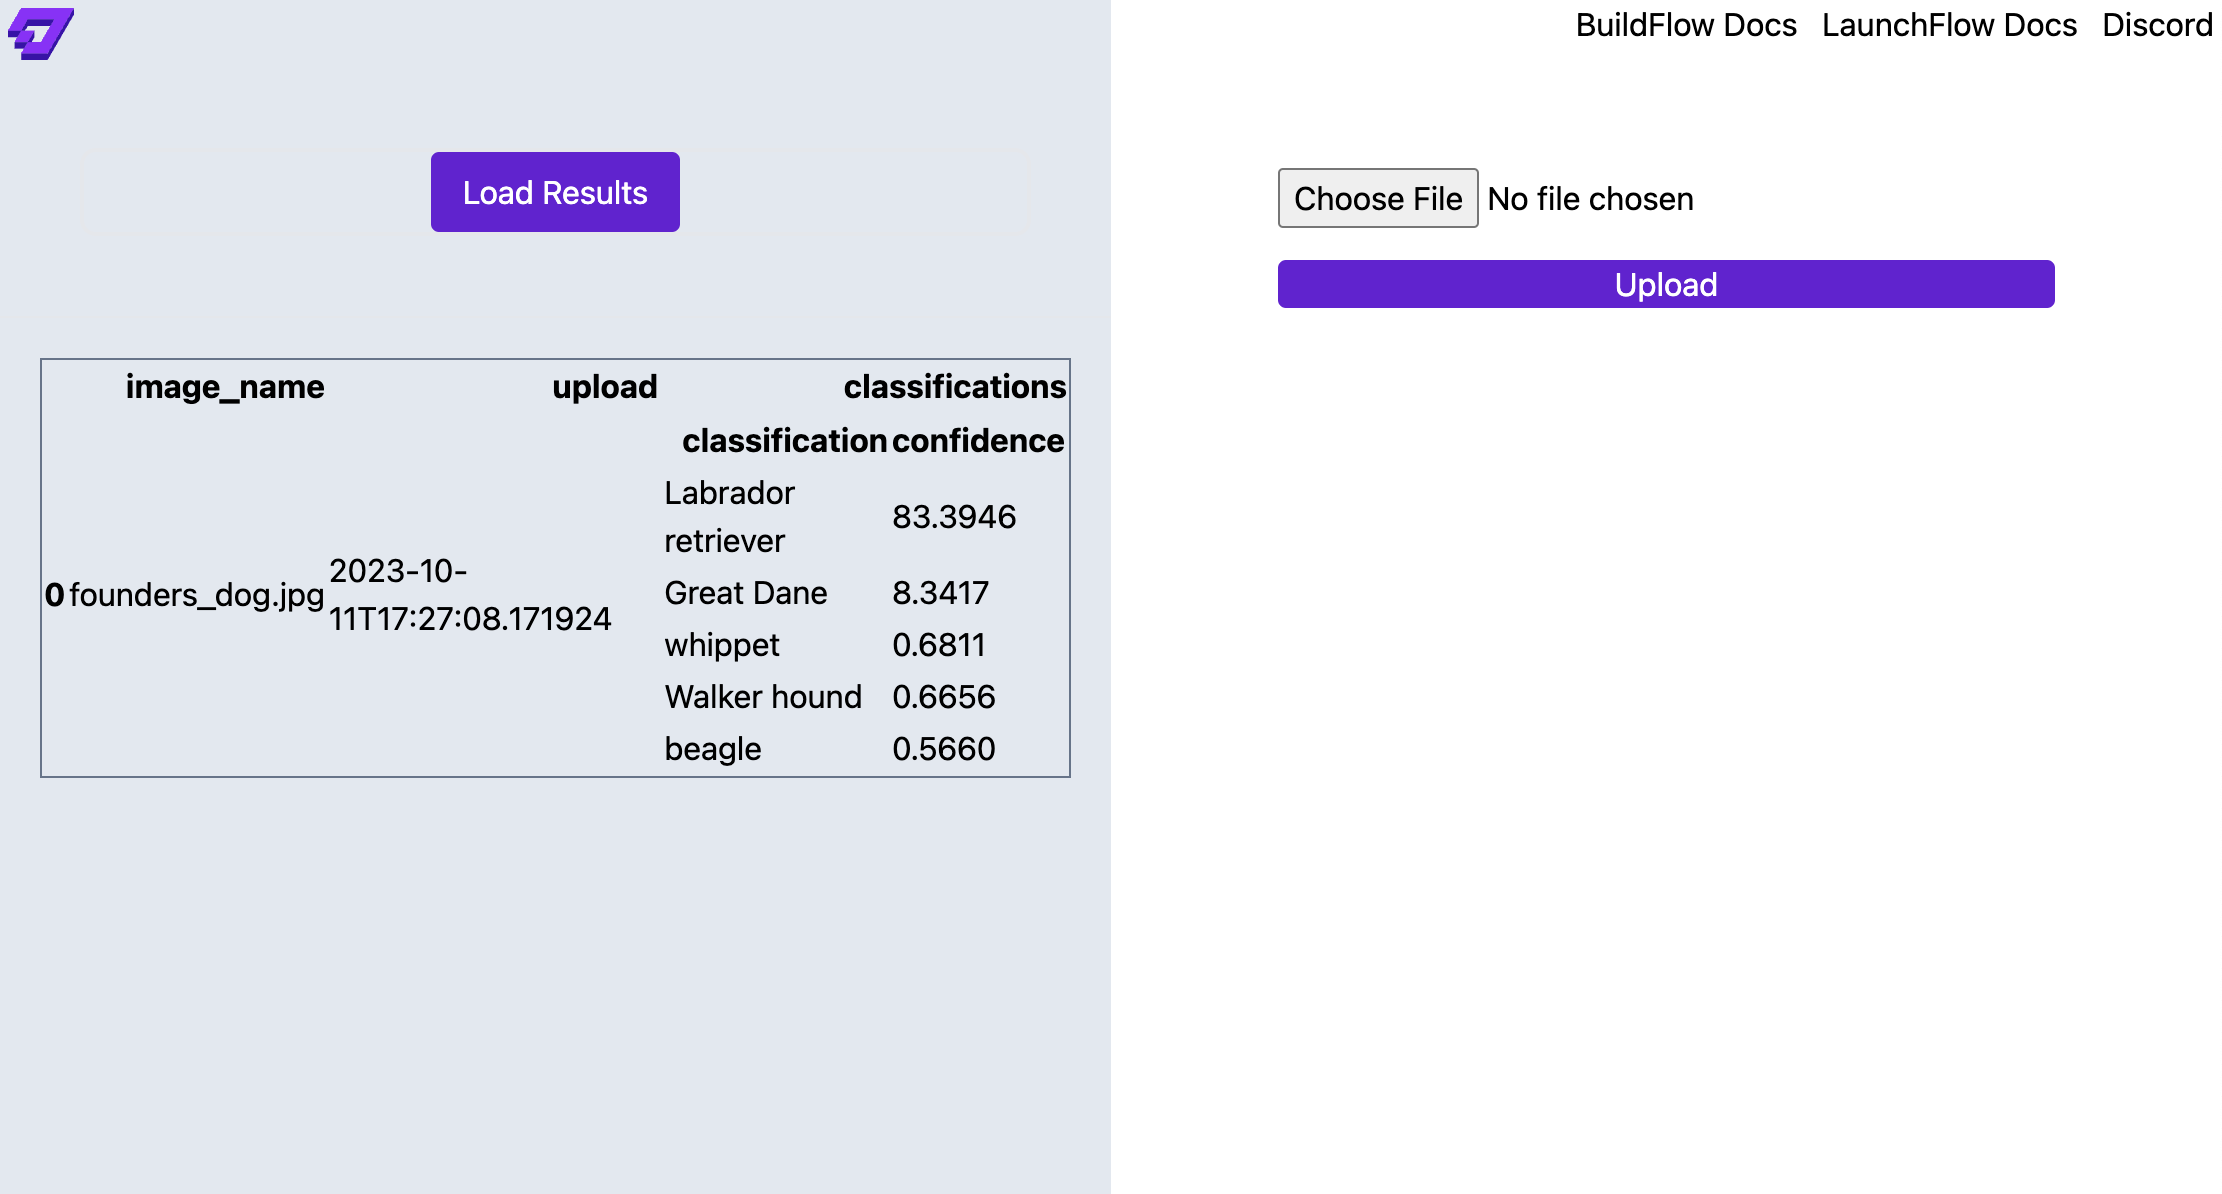 BuildFlow Docs LaunchFlow Docs Discord
Load Results
Choose File No file chosen
Upload
image_name upload classifications
classification confidence
Labrador
retriever
83.3946
0 founders_dog.jpg
2023-10-
11T17:27:08.171924
Great Dane 8.3417
whippet 0.6811
Walker hound 0.6656
beagle 0.5660